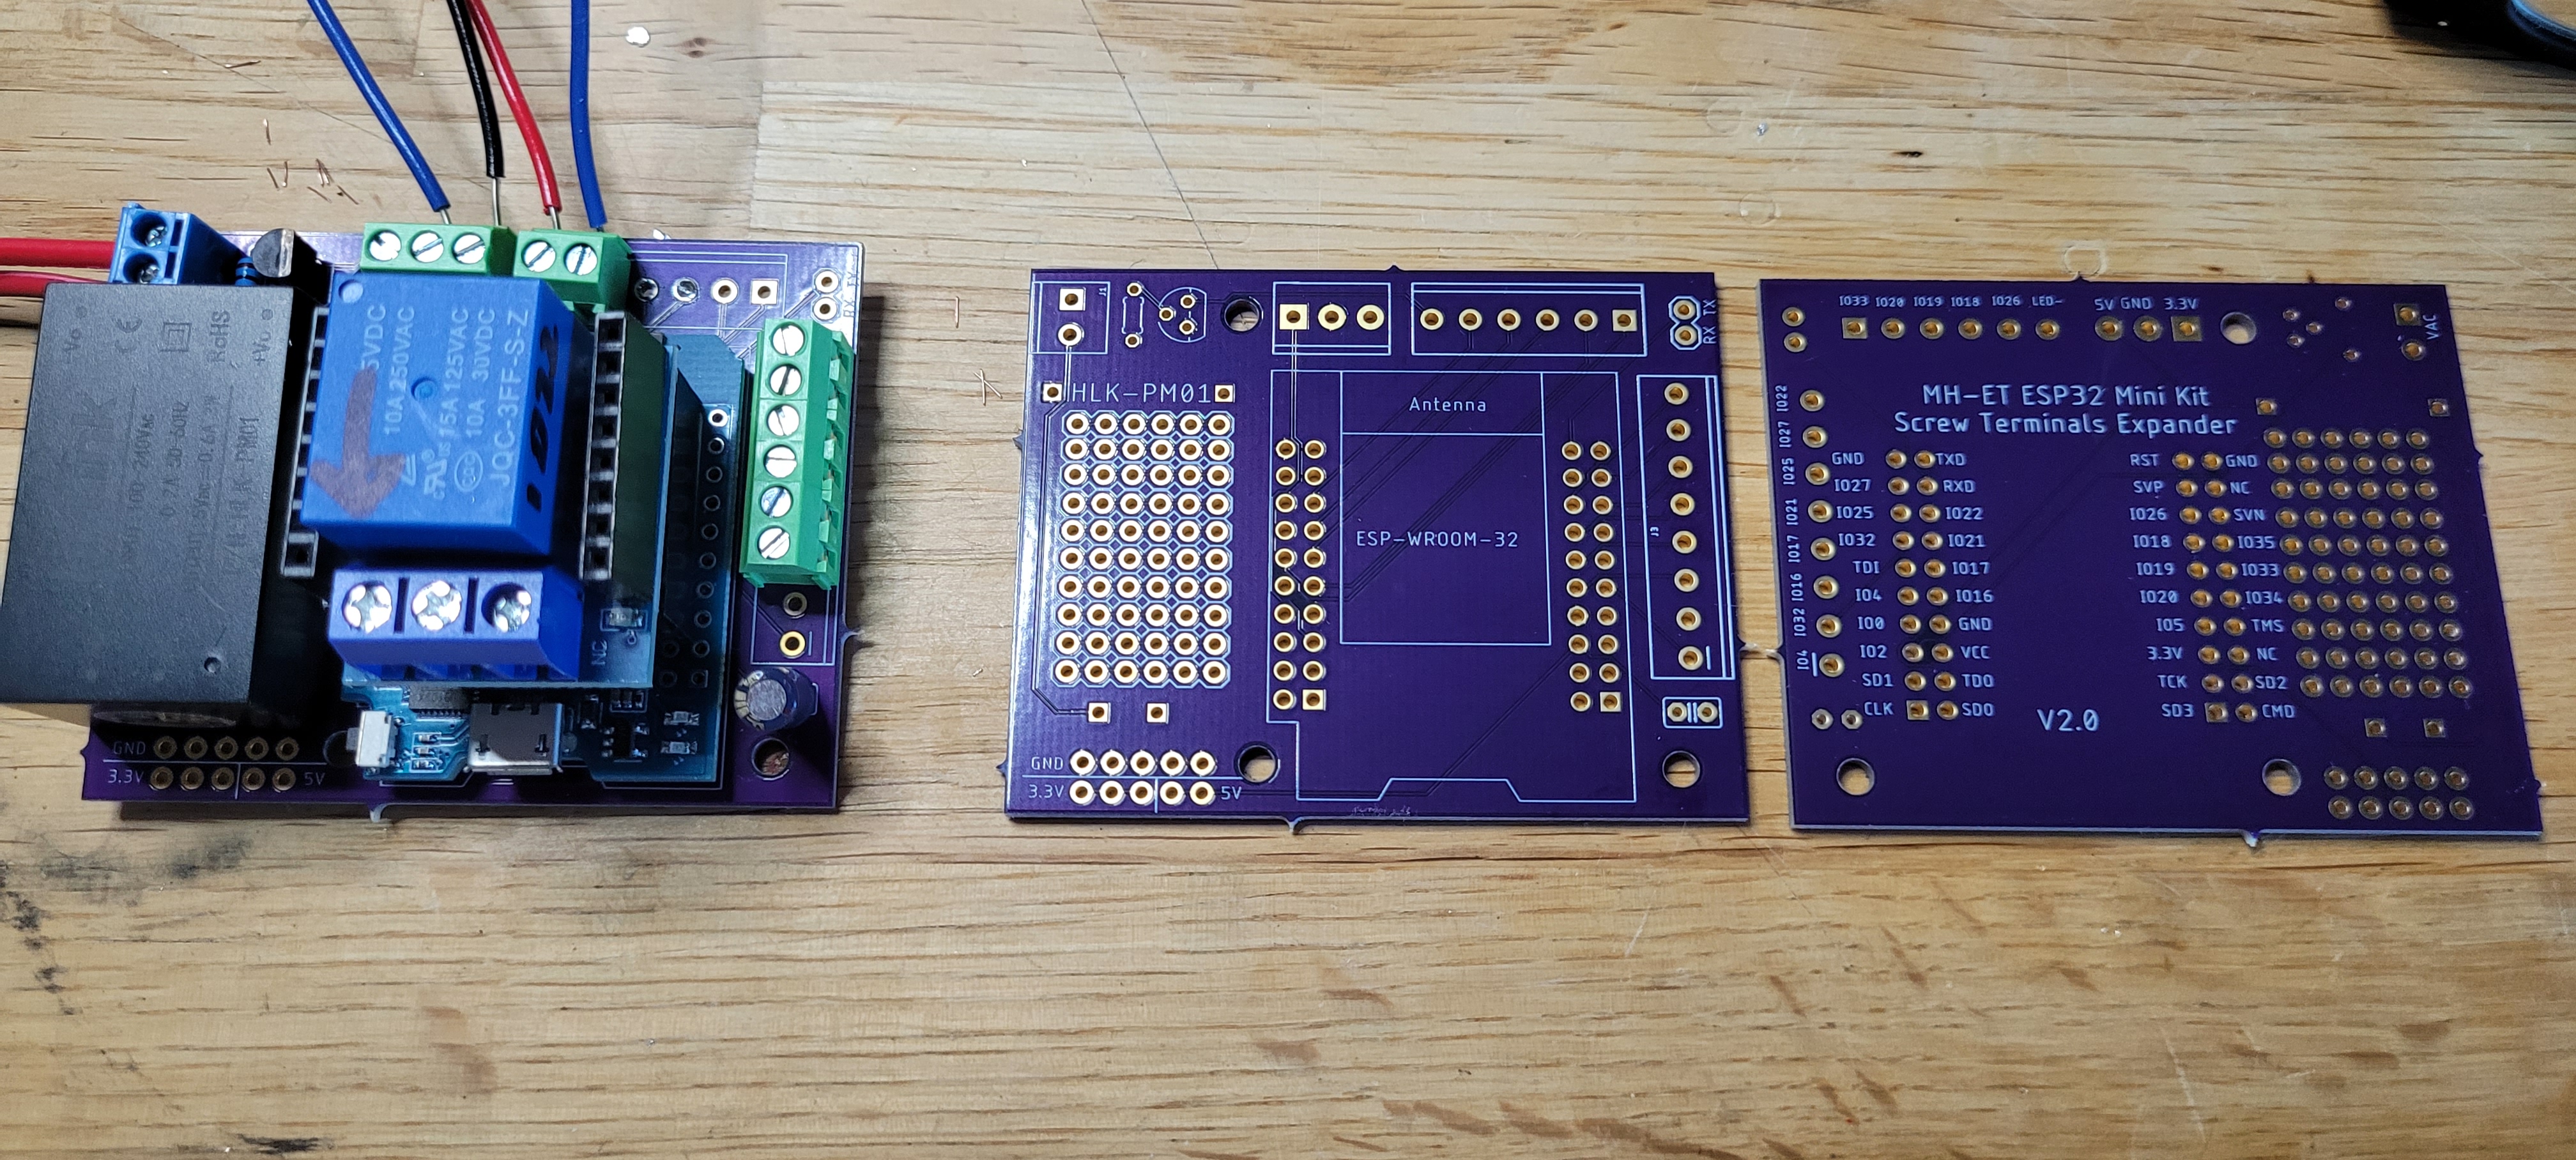 -Vo
+Vo
RoHS
5VDC
10A 250VAC
15A 125VAC
10A 30VDC
JQC-3FF-S-Z
NC
RX TX
GND
3.3V
5V
J1
HLK-PM01
Antenna
ESP-WROOM-32
J3
RX TX
GND
3.3V
5V
IO33 IO20 IO19 IO18 IO26 LED- 5V GND 3.3V
VAC
MH-ET ESP32 Mini Kit
Screw Terminals Expander
IO22
IO27
IO25
IO21
IO17
IO16
IO32
IO4
GND TXD RST GND
IO27 RXD SVP NC
IO25 IO22 IO26 SVN
IO32 IO21 IO18 IO35
TDI IO17 IO19 IO33
IO4 IO16 IO20 IO34
IO0 GND IO5 TMS
IO2 VCC 3.3V NC
SD1 TDO TCK SD2
CLK SD0 SD3 CMD
V2.0